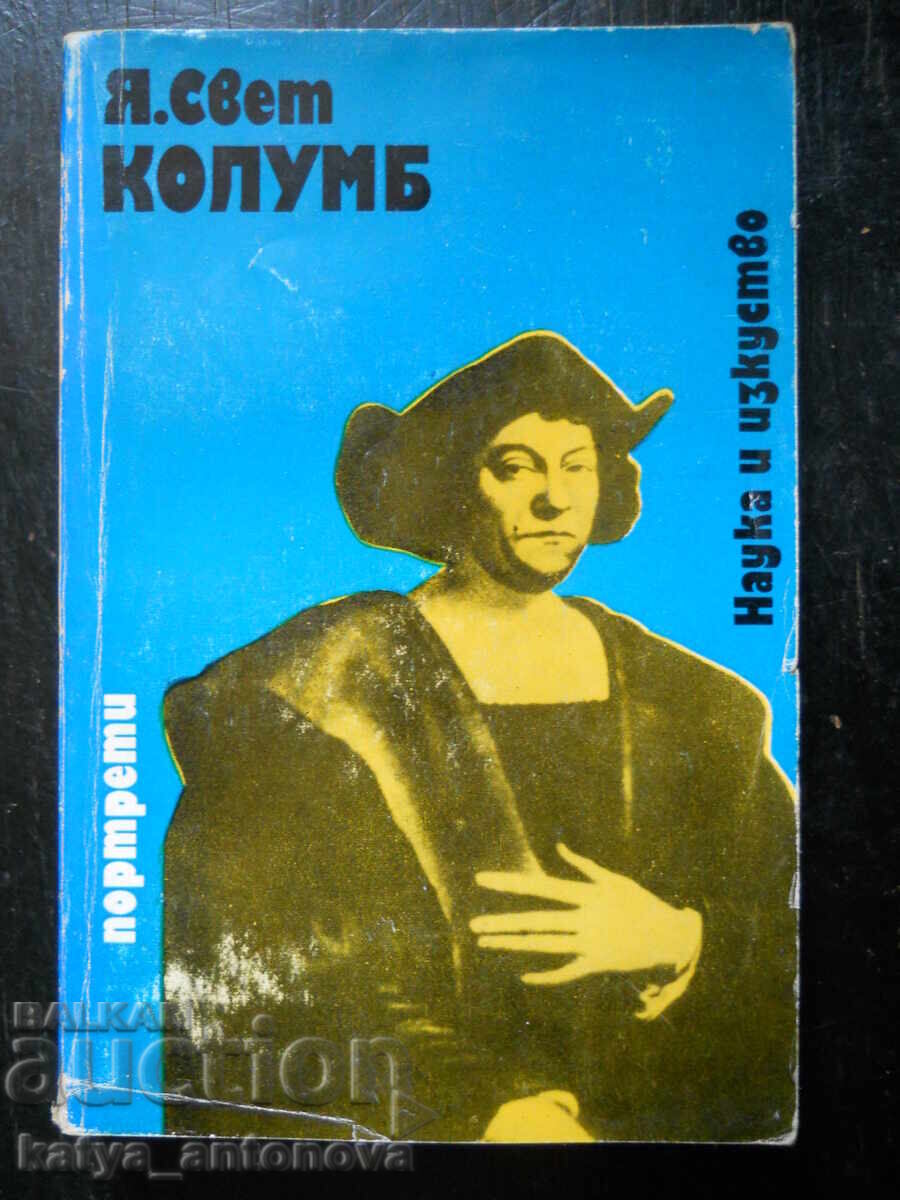 Я.Свет
КОЛУМБ
Наука и изкуство
портрети
BALKAN
auction
katya_antonova